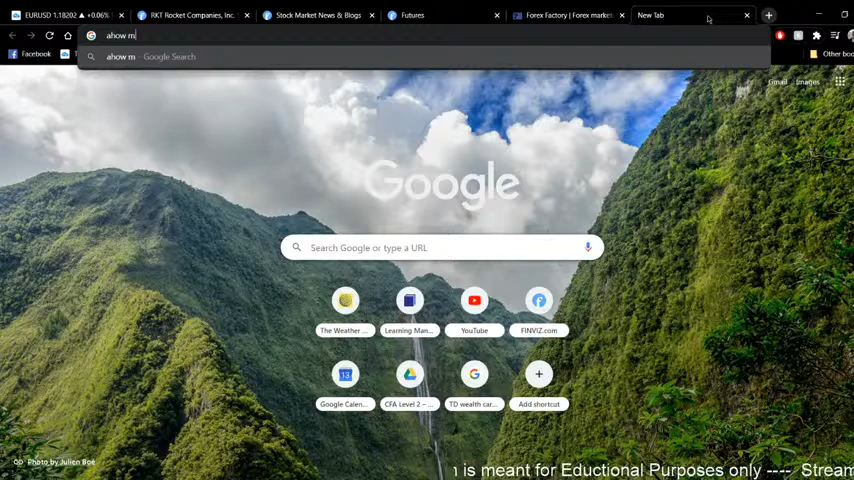 EURUSD 1.18202 ▲ +0.06%
RKT Rocket Companies, Inc.
Stock Market News & Blogs
Futures
Forex Factory | Forex market
New Tab
ahow m
ahow m - Google Search
Facebook
Other boo
Gmail
Images
Google
Search Google or type a URL
The Weather ...
Learning Man...
YouTube
FINVIZ.com
13
Google Calen...
CFA Level 2 – ...
TD wealth car...
Add shortcut
Photo by Julien Boé
is meant for Eductional Purposes only ---- Stream